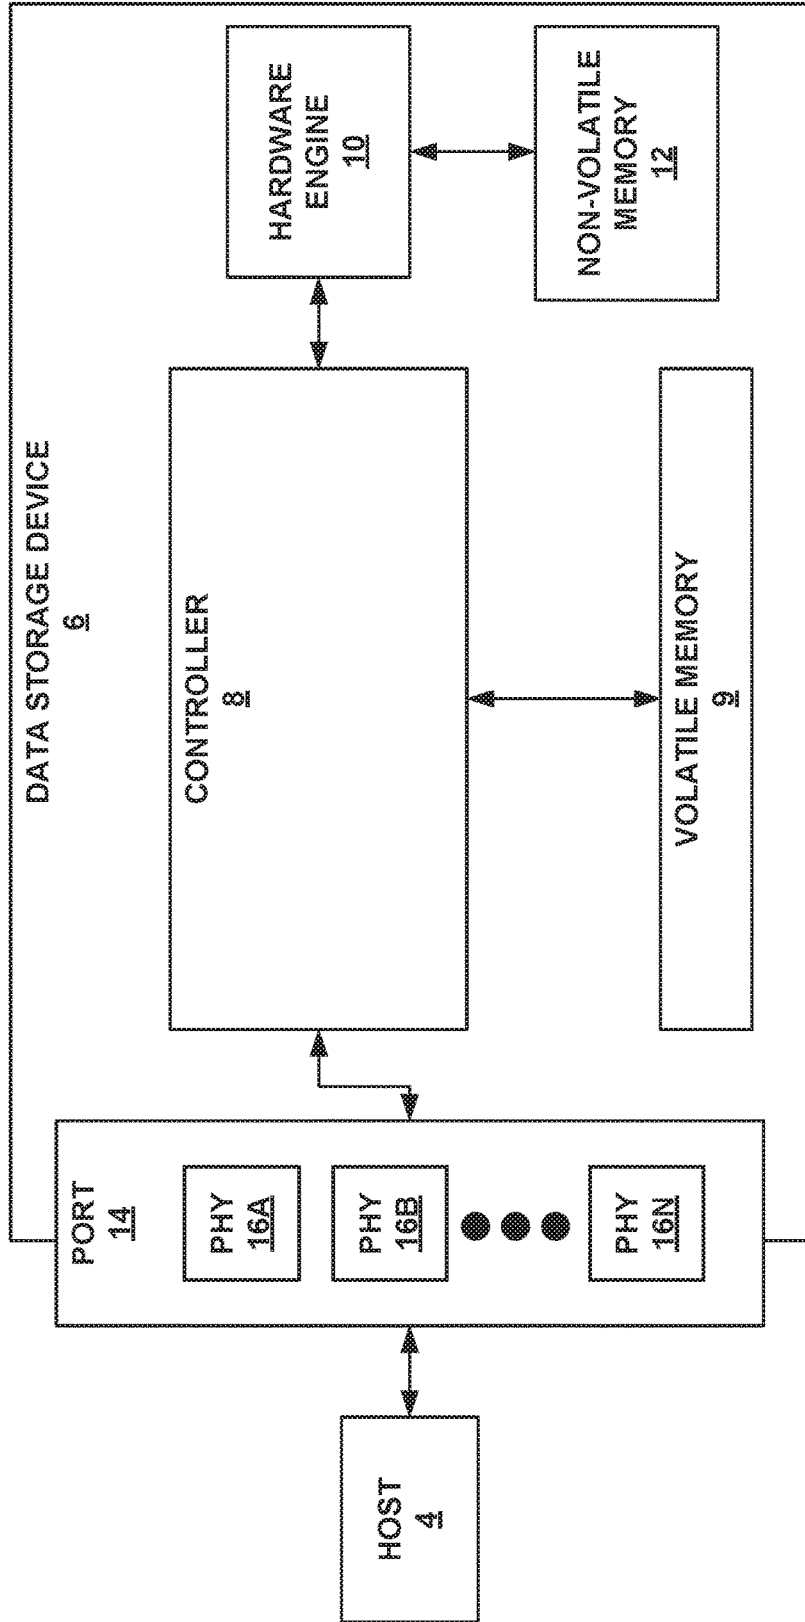 DATA STORAGE DEVICE
6
HOST
4
PORT
14
PHY
16A
PHY
16B
PHY
16N
CONTROLLER
8
VOLATILE MEMORY
9
HARDWARE
ENGINE
10
NON-VOLATILE
MEMORY
12